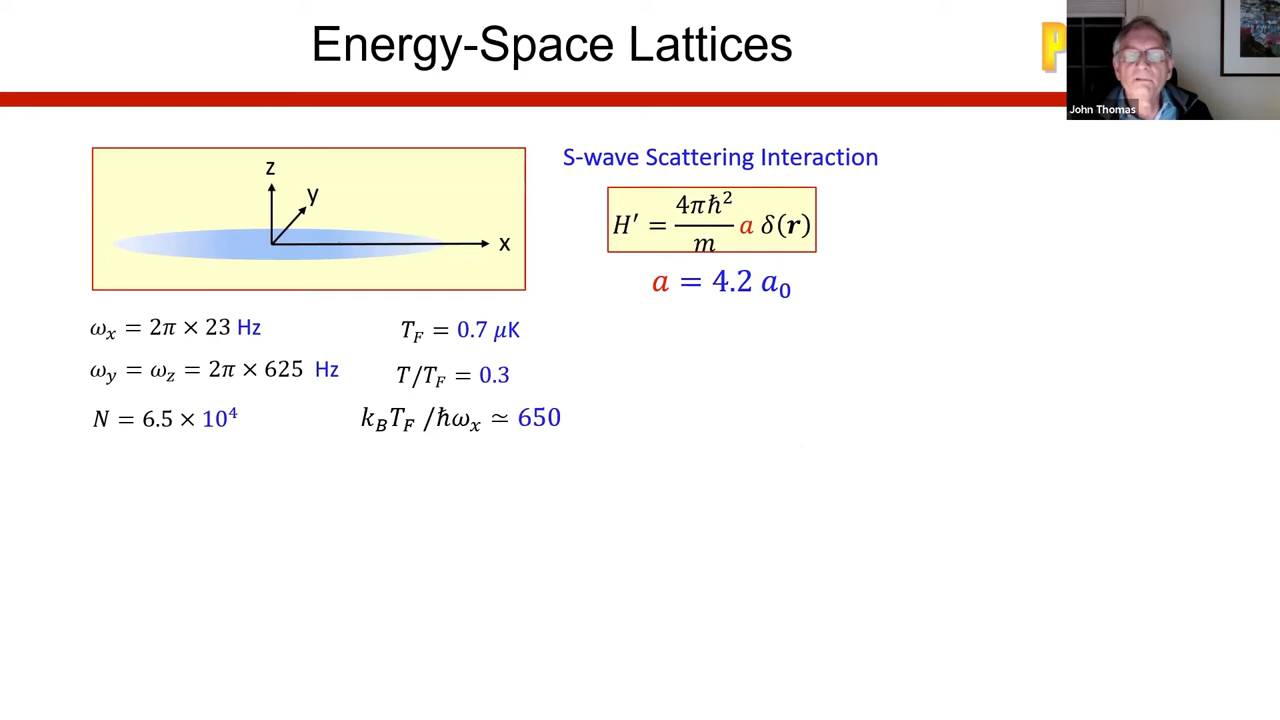 Energy-Space Lattices
P
John Thomas
z
y
x
S-wave Scattering Interaction
H′ = 4πħ²/m a δ(r)
a = 4.2 a₀
ωₓ = 2π × 23 Hz
T_F = 0.7 μK
ω_y = ω_z = 2π × 625 Hz
T/T_F = 0.3
N = 6.5 × 10⁴
k_B T_F /ħωₓ ≃ 650